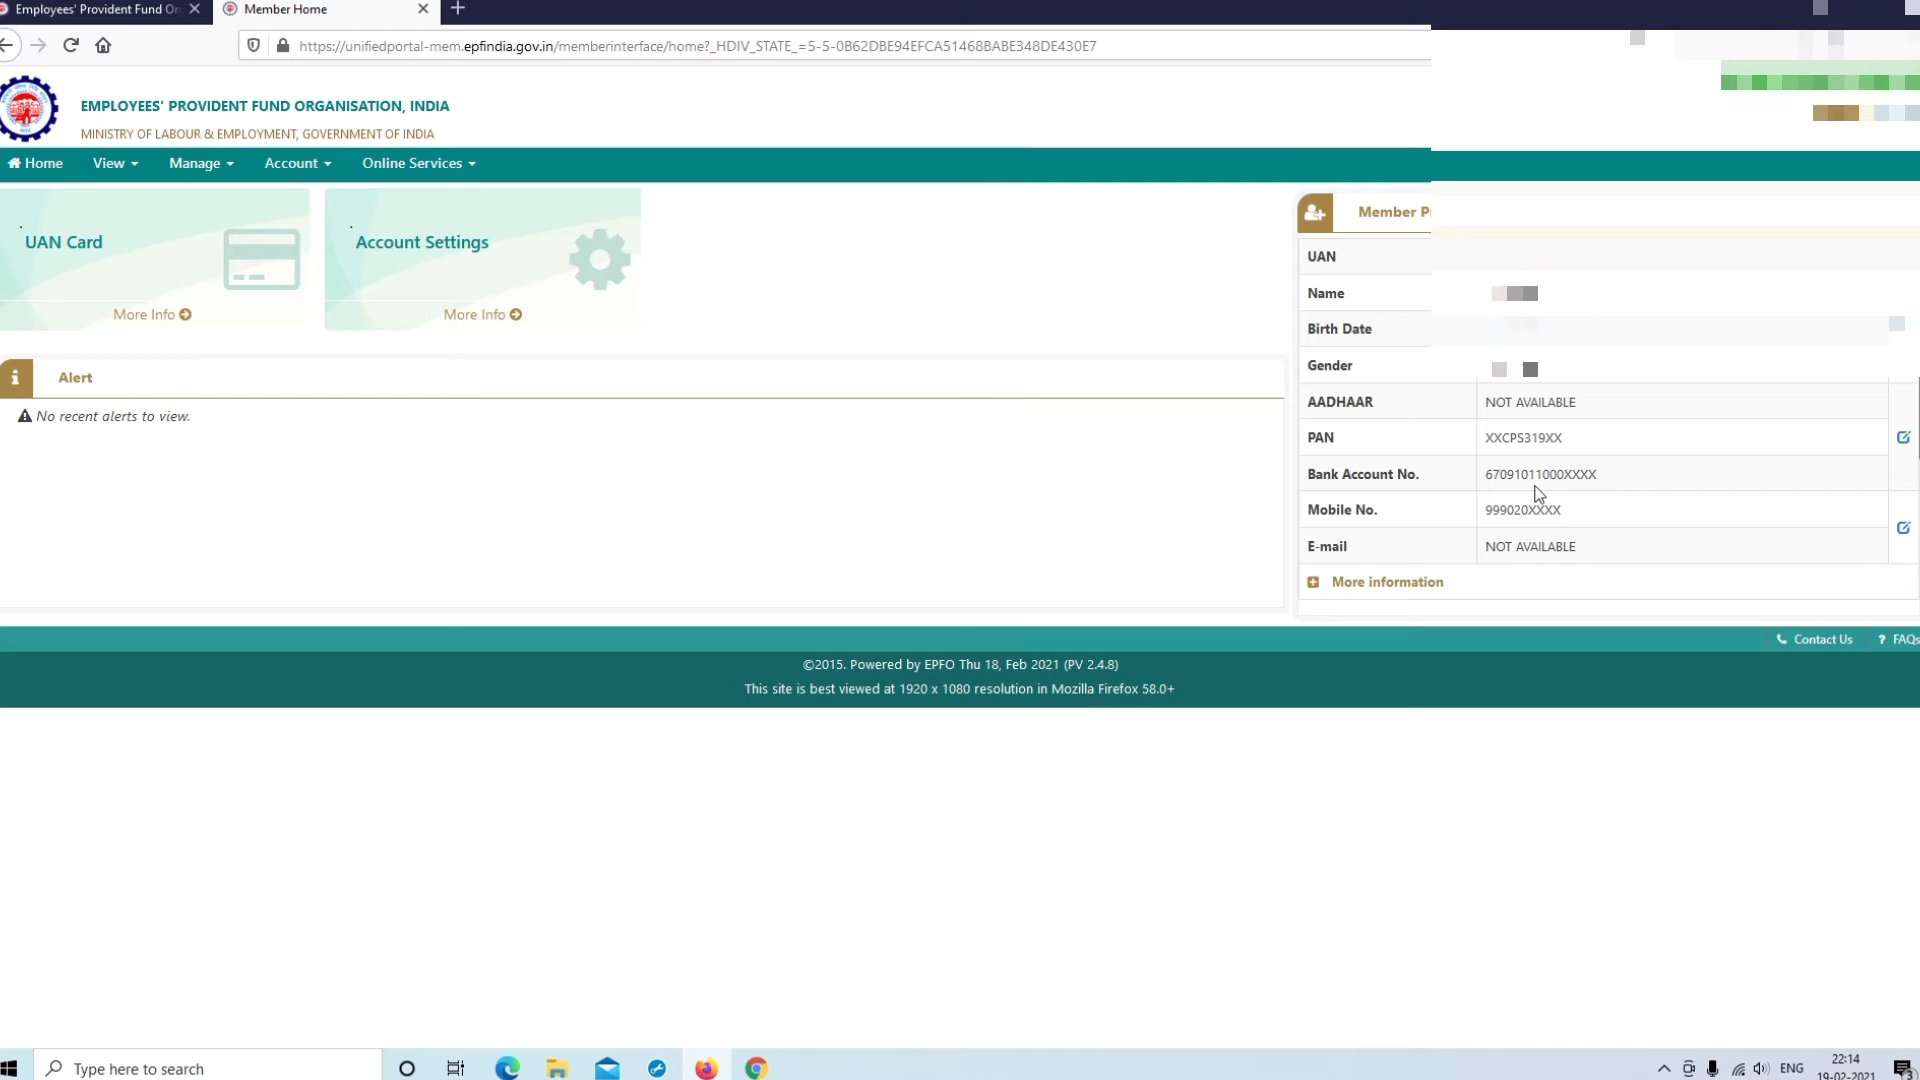 Employees' Provident Fund Or
Member Home
https://unifiedportal-mem.epfindia.gov.in/memberinterface/home?_HDIV_STATE_=5-5-0B62DBE94EFCA51468BABE348DE430E7
EMPLOYEES' PROVIDENT FUND ORGANISATION, INDIA
MINISTRY OF LABOUR & EMPLOYMENT, GOVERNMENT OF INDIA
Home View Manage Account Online Services
UAN Card
More Info
Account Settings
More Info
Alert
No recent alerts to view.
Member P
UAN
Name
Birth Date
Gender
AADHAAR NOT AVAILABLE
PAN XXCPS319XX
Bank Account No. 67091011000XXXX
Mobile No. 999020XXXX
E-mail NOT AVAILABLE
More information
Contact Us ? FAQs
©2015. Powered by EPFO Thu 18, Feb 2021 (PV 2.4.8)
This site is best viewed at 1920 x 1080 resolution in Mozilla Firefox 58.0+
Type here to search
ENG
22:14
19-02-2021
3